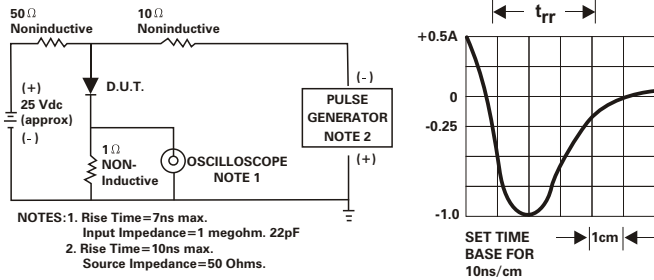 50Ω
Noninductive
10Ω
Noninductive
(+)
25 Vdc
(approx)
(-)
D.U.T.
1Ω
NON-
Inductive
OSCILLOSCOPE
NOTE 1
(-)
PULSE
GENERATOR
NOTE 2
(+)
NOTES:1. Rise Time=7ns max.
Input Impedance=1 megohm. 22pF
2. Rise Time=10ns max.
Source Impedance=50 Ohms.
trr
+0.5A
0
-0.25
-1.0
SET TIME
BASE FOR
10ns/cm
1cm